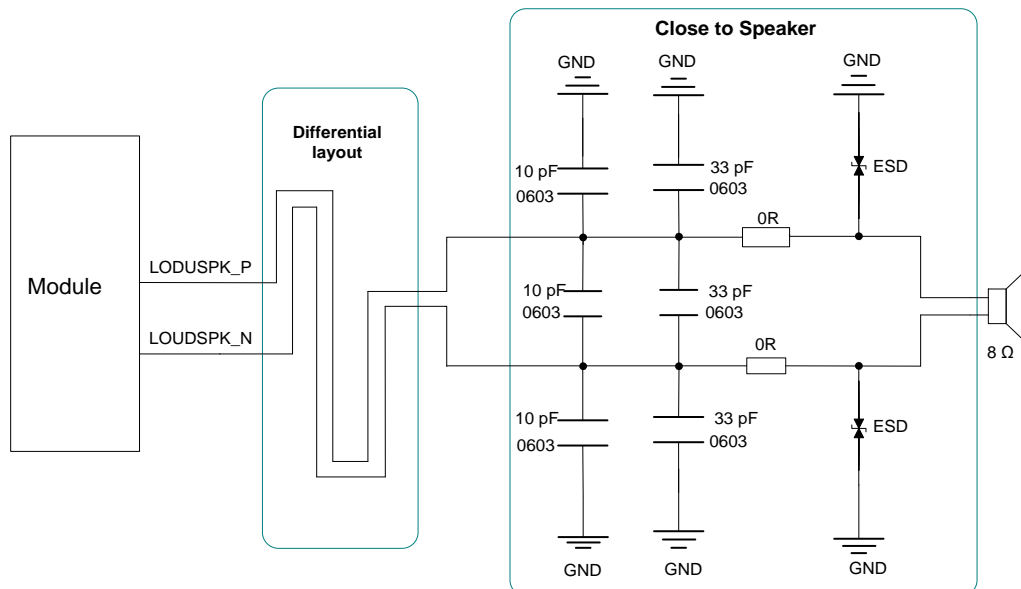 Close to Speaker
GND
GND
GND
Differential
layout
10 pF
0603
33 pF
0603
ESD
0R
LODUSPK_P
Module
10 pF
0603
33 pF
0603
LOUDSPK_N
0R
8 Ω
10 pF
0603
33 pF
0603
ESD
GND
GND
GND